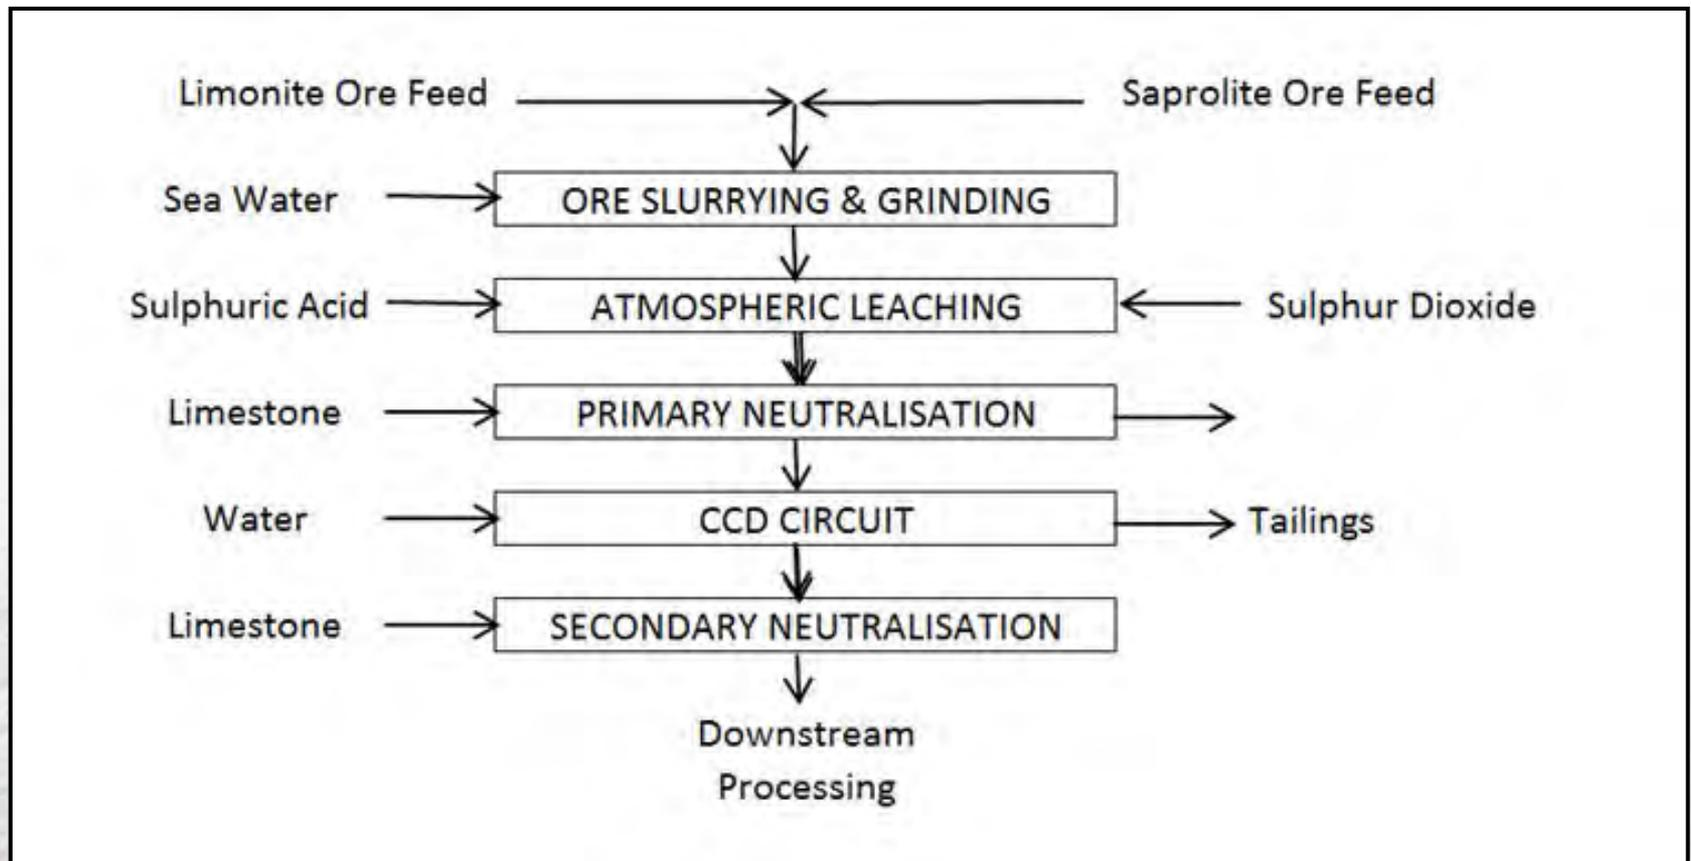 Limonite Ore Feed
Saprolite Ore Feed
Sea Water
ORE SLURRYING & GRINDING
Sulphuric Acid
ATMOSPHERIC LEACHING
Sulphur Dioxide
Limestone
PRIMARY NEUTRALISATION
Water
CCD CIRCUIT
Tailings
Limestone
SECONDARY NEUTRALISATION
Downstream
Processing